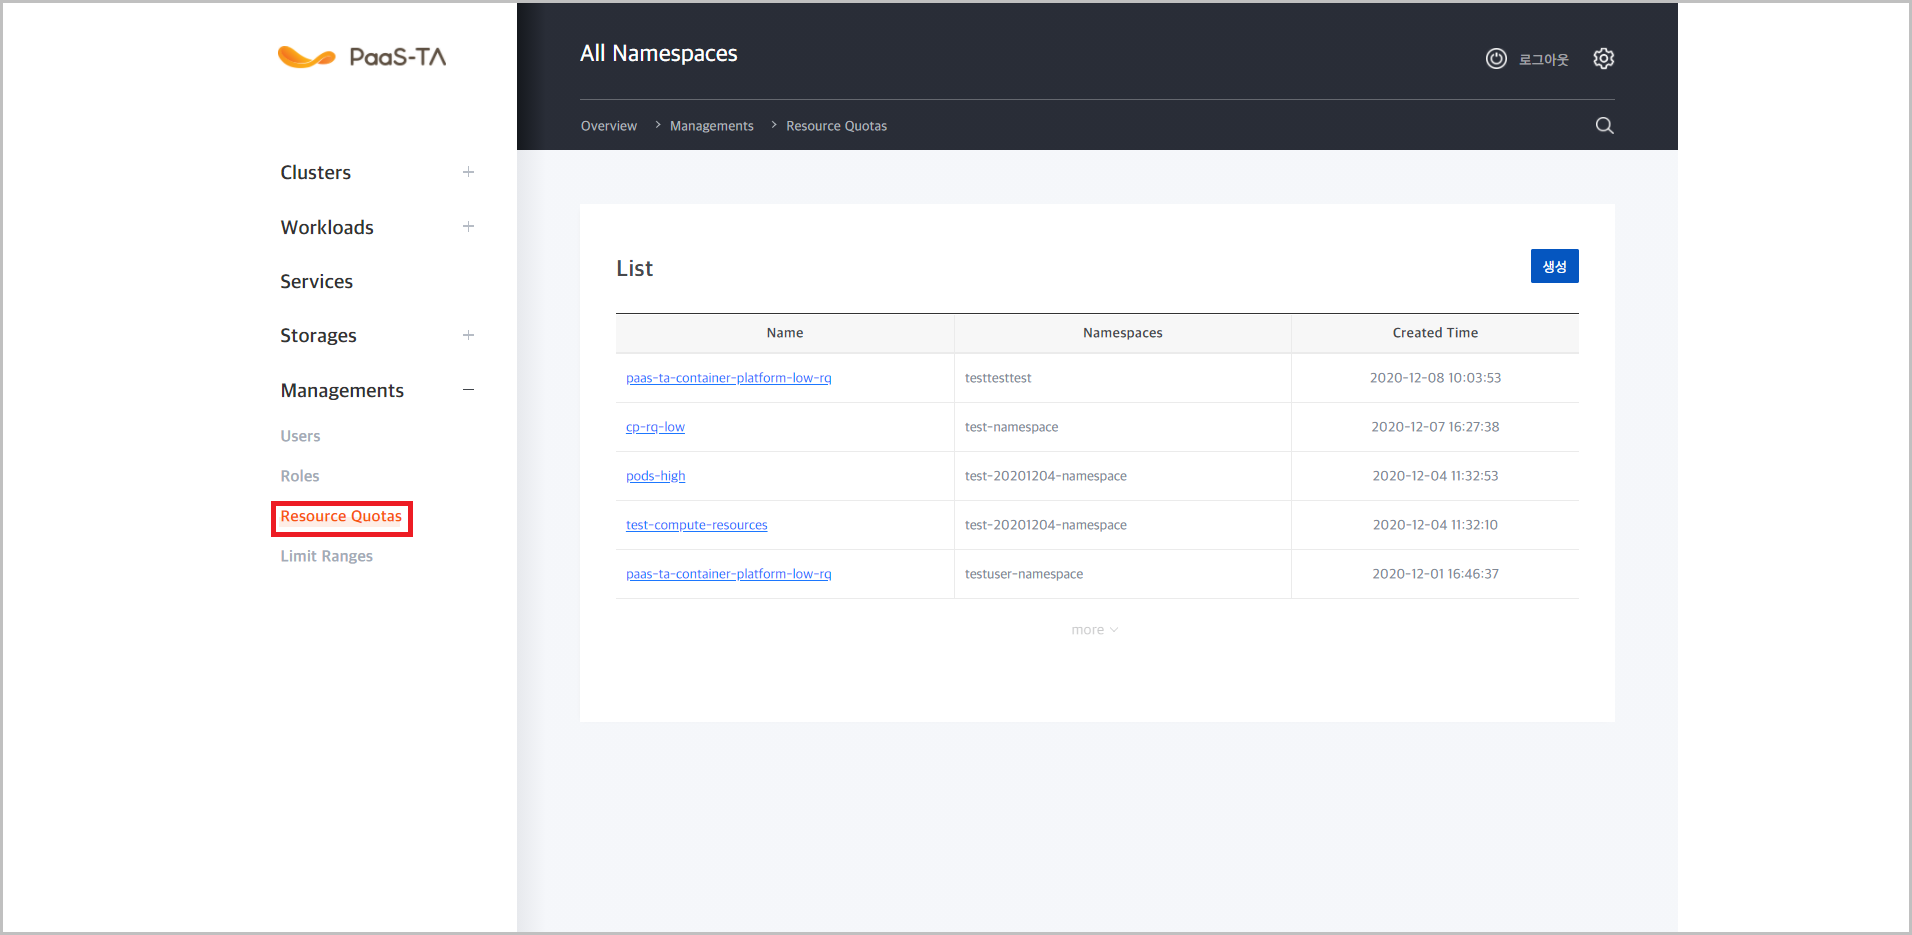 PaaS-TA
All Namespaces
로그아웃
Overview > Managements > Resource Quotas
Clusters
Workloads
Services
Storages
Managements
Users
Roles
Resource Quotas
Limit Ranges
List
생성
Name Namespaces Created Time
paas-ta-container-platform-low-rq testtesttest 2020-12-08 10:03:53
cp-rq-low test-namespace 2020-12-07 16:27:38
pods-high test-20201204-namespace 2020-12-04 11:32:53
test-compute-resources test-20201204-namespace 2020-12-04 11:32:10
paas-ta-container-platform-low-rq testuser-namespace 2020-12-01 16:46:37
more